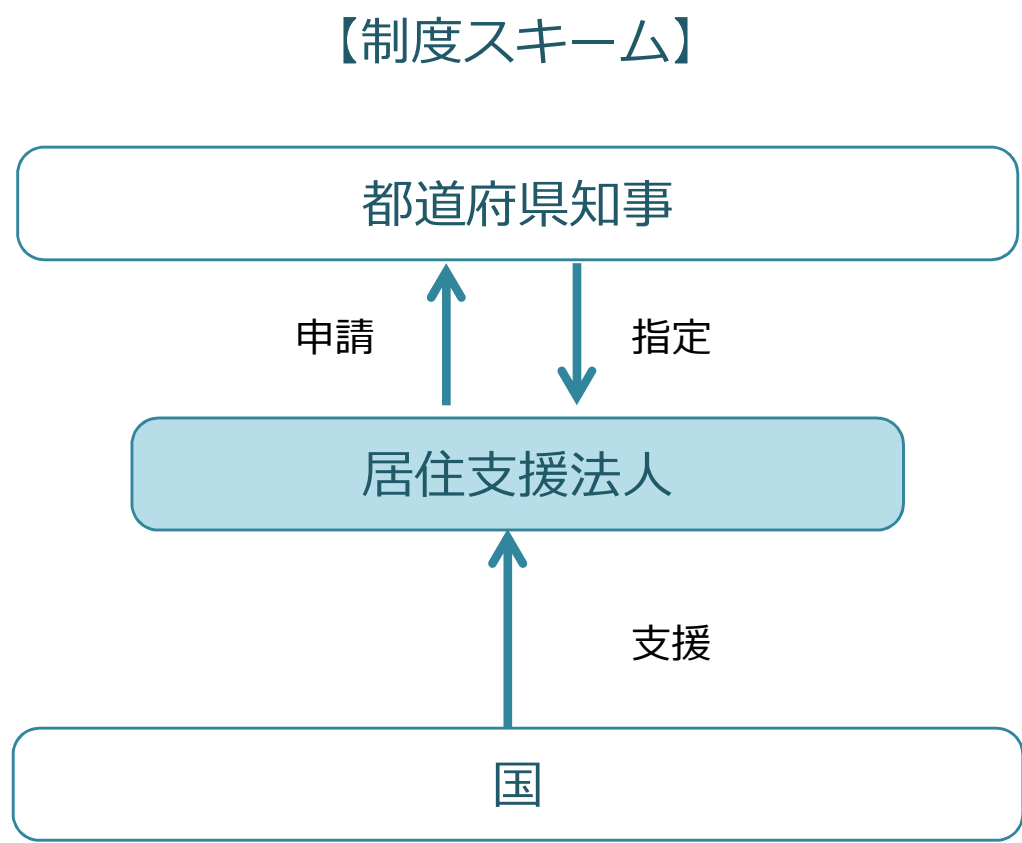 【制度スキーム】
都道府県知事
申請
指定
居住支援法人
支援
国